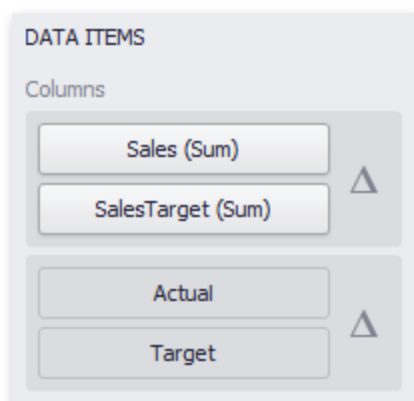 DATA ITEMS
Columns
Sales (Sum)
Δ
SalesTarget (Sum)
Actual
Δ
Target